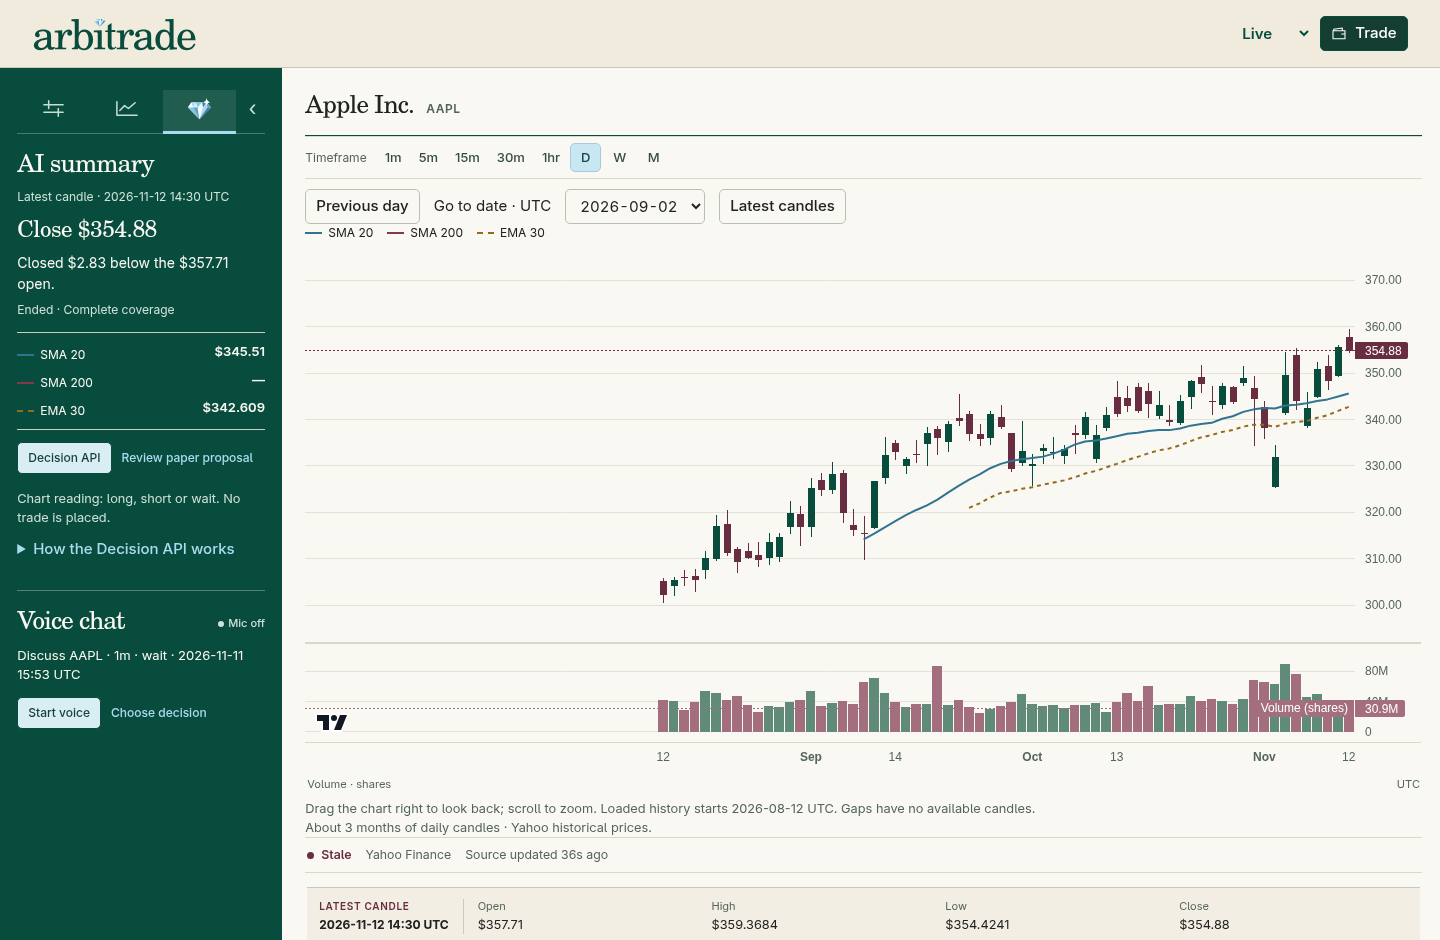 arbitrade
Live
Trade
AI summary
Latest candle · 2026-11-12 14:30 UTC
Close $354.88
Closed $2.83 below the $357.71
open.
Ended · Complete coverage
SMA 20 $345.51
SMA 200 —
EMA 30 $342.609
Decision API Review paper proposal
Chart reading: long, short or wait. No
trade is placed.
How the Decision API works
Voice chat Mic off
Discuss AAPL · 1m · wait · 2026-11-11
15:53 UTC
Start voice Choose decision
Apple Inc. AAPL
Timeframe 1m 5m 15m 30m 1hr D W M
Previous day Go to date · UTC 2026-09-02 Latest candles
SMA 20 SMA 200 EMA 30
370.00
360.00
354.88
350.00
340.00
330.00
320.00
310.00
300.00
80M
40M
Volume (shares) 30.9M
0
12 Sep 14 Oct 13 Nov 12
Volume · shares UTC
Drag the chart right to look back; scroll to zoom. Loaded history starts 2026-08-12 UTC. Gaps have no available candles.
About 3 months of daily candles · Yahoo historical prices.
Stale Yahoo Finance Source updated 36s ago
LATEST CANDLE Open High Low Close
2026-11-12 14:30 UTC $357.71 $359.3684 $354.4241 $354.88